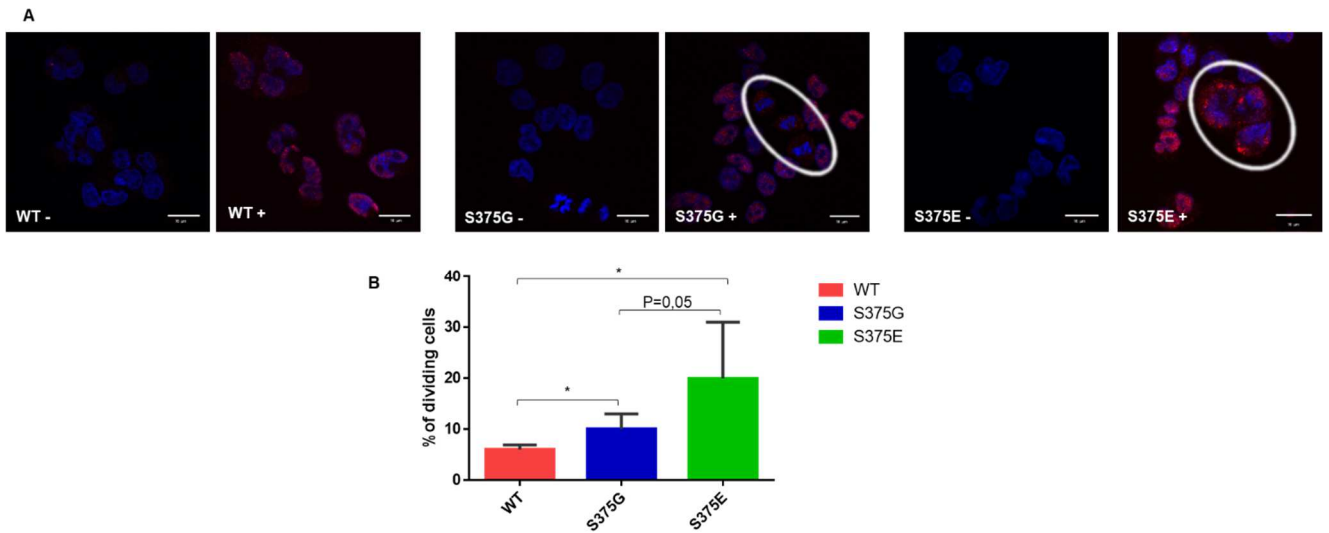 A
WT -
WT +
S375G -
S375G +
S375E -
S375E +
B
% of dividing cells
40
30
20
10
0
*
P=0,05
*
WT
S375G
S375E
WT
S375G
S375E